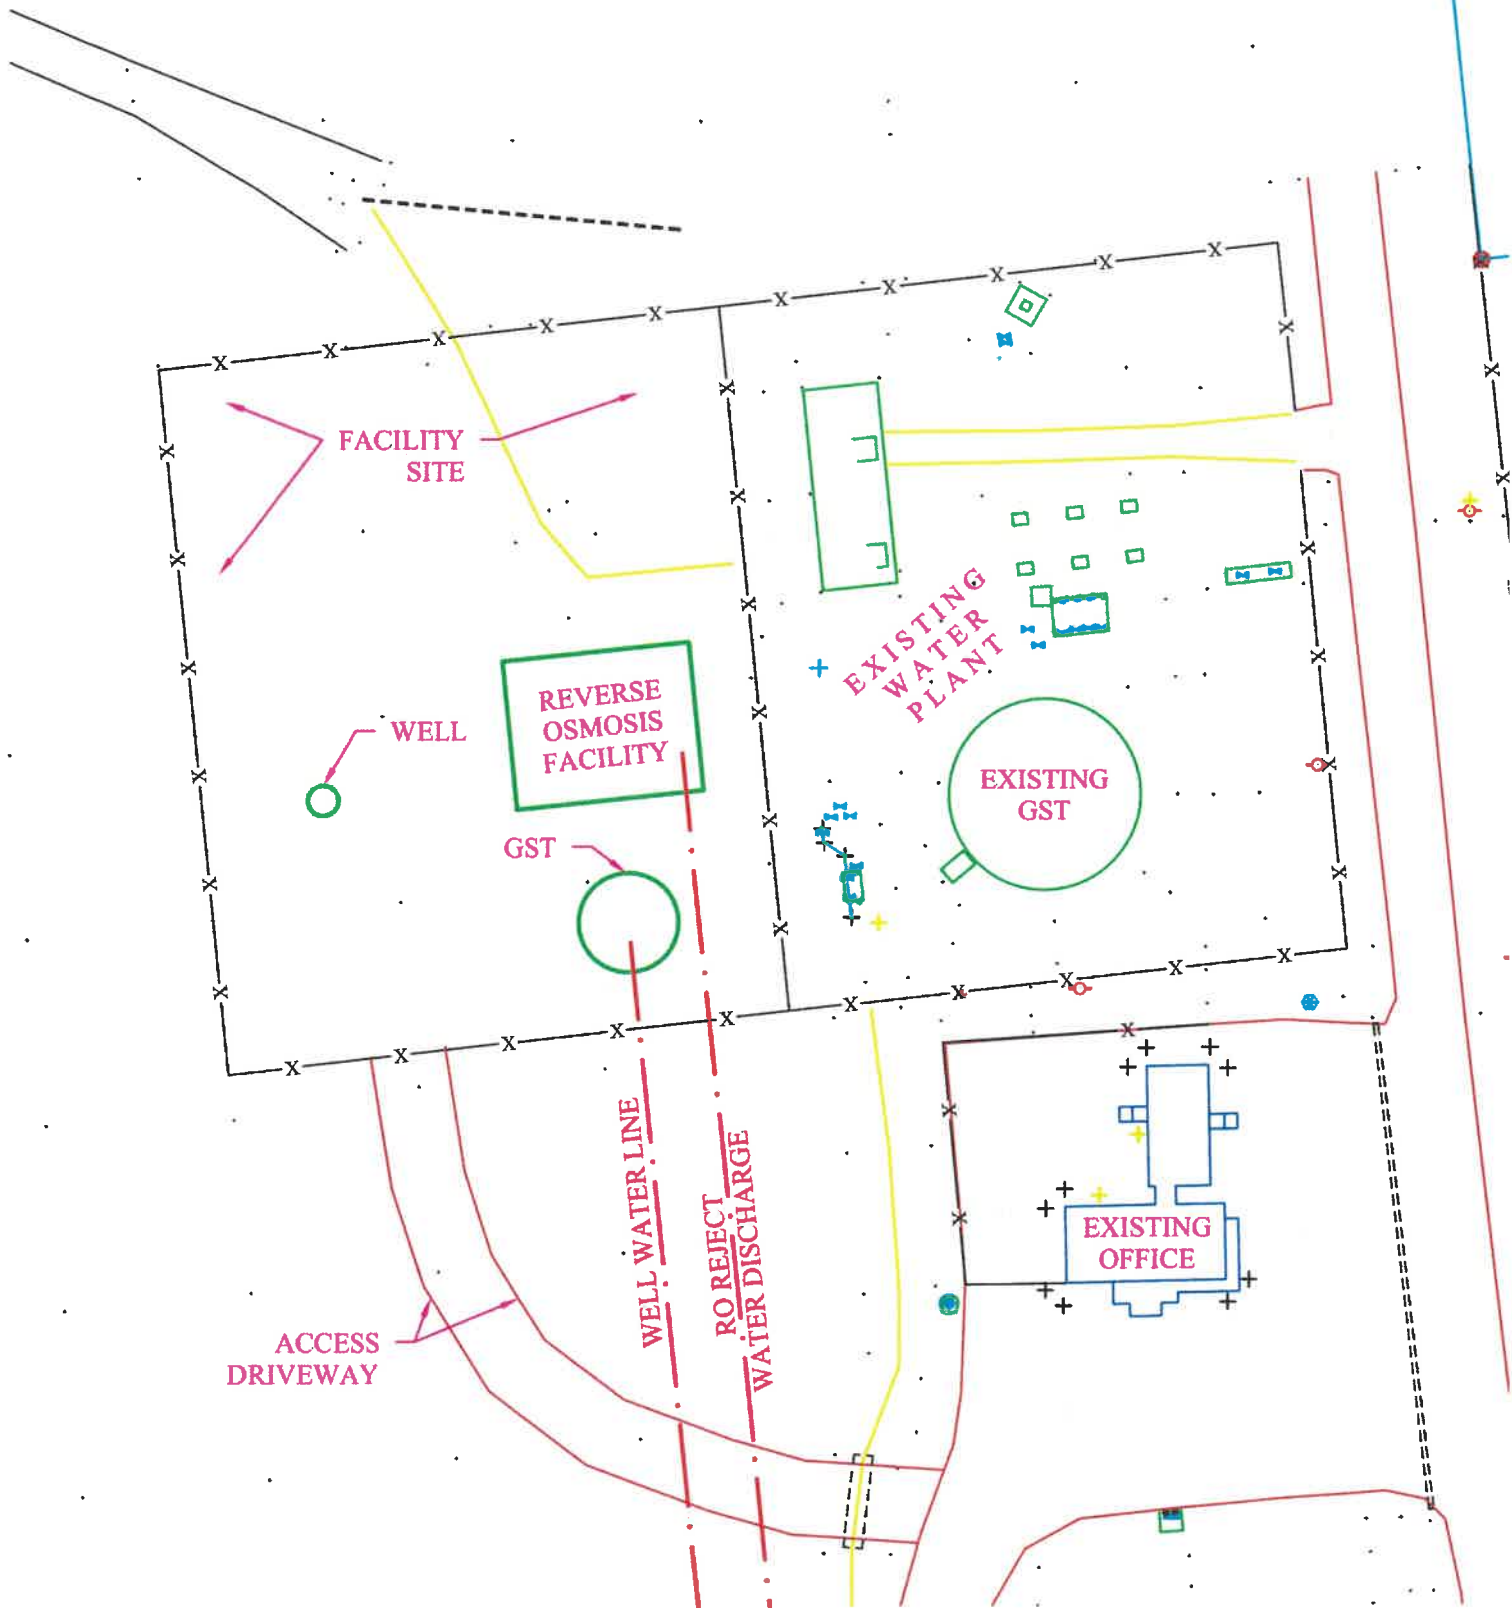 FACILITY
SITE
EXISTING
WATER
PLANT
REVERSE
OSMOSIS
FACILITY
WELL
EXISTING
GST
GST
WELL WATER LINE
RO REJECT
WATER DISCHARGE
EXISTING
OFFICE
ACCESS
DRIVEWAY